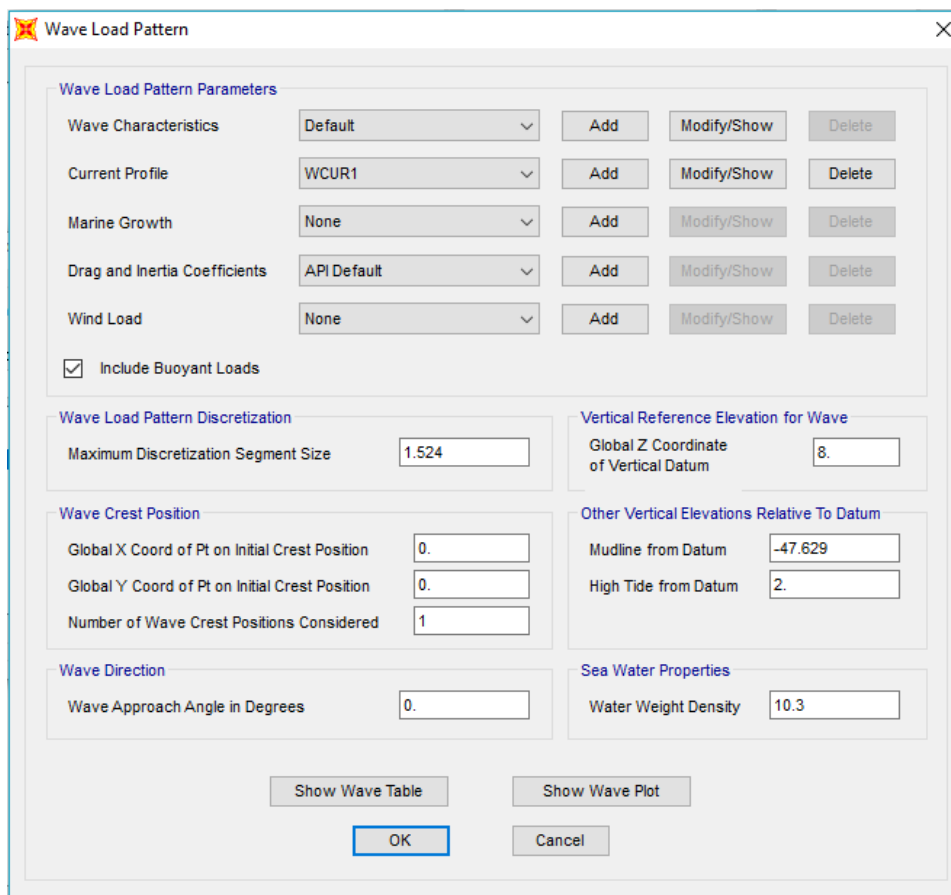 Wave Load Pattern
Wave Load Pattern Parameters
Wave Characteristics Default Add Modify/Show Delete
Current Profile WCUR1 Add Modify/Show Delete
Marine Growth None Add Modify/Show Delete
Drag and Inertia Coefficients API Default Add Modify/Show Delete
Wind Load None Add Modify/Show Delete
Include Buoyant Loads
Wave Load Pattern Discretization
Maximum Discretization Segment Size 1.524
Vertical Reference Elevation for Wave
Global Z Coordinate
of Vertical Datum 8.
Wave Crest Position
Global X Coord of Pt on Initial Crest Position 0.
Global Y Coord of Pt on Initial Crest Position 0.
Number of Wave Crest Positions Considered 1
Other Vertical Elevations Relative To Datum
Mudline from Datum -47.629
High Tide from Datum 2.
Wave Direction
Wave Approach Angle in Degrees 0.
Sea Water Properties
Water Weight Density 10.3
Show Wave Table Show Wave Plot
OK Cancel